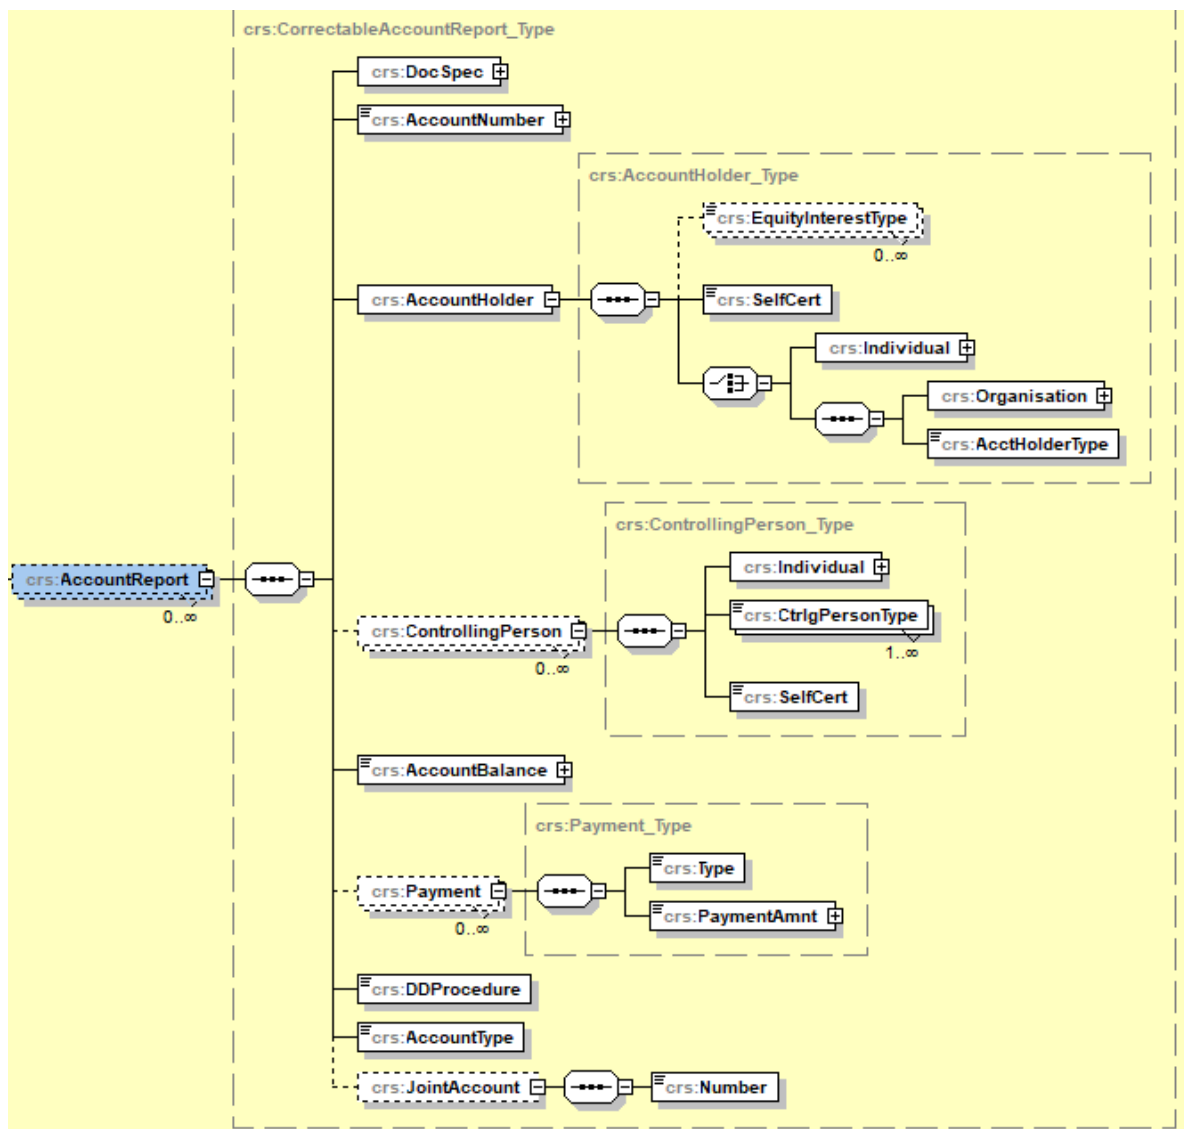 crs:CorrectableAccountReport_Type
crs:DocSpec
crs:AccountNumber
crs:AccountHolder_Type
crs:EquityInterestType
0..∞
crs:AccountHolder
crs:SelfCert
crs:Individual
crs:Organisation
crs:AcctHolderType
crs:ControllingPerson_Type
crs:Individual
crs:AccountReport
0..∞
crs:CtrlgPersonType
1..∞
crs:ControllingPerson
0..∞
crs:SelfCert
crs:AccountBalance
crs:Payment_Type
crs:Type
crs:Payment
0..∞
crs:PaymentAmnt
crs:DDProcedure
crs:AccountType
crs:JointAccount
crs:Number